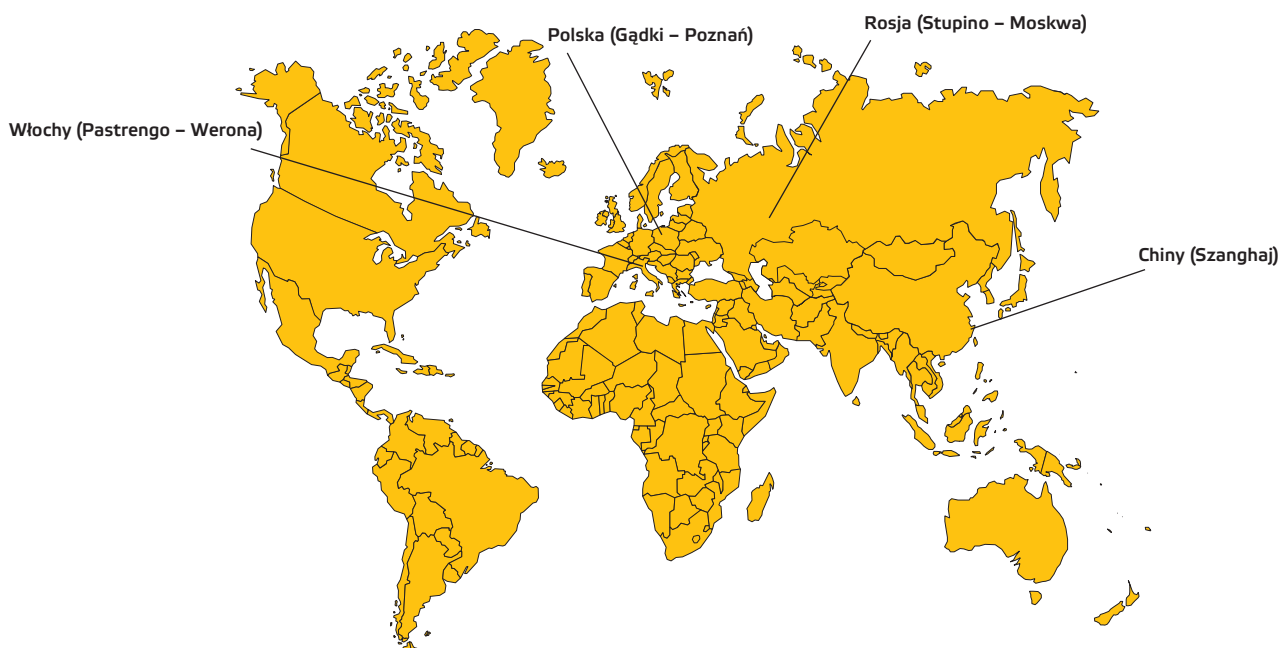 Rosja (Stupino – Moskwa)
Polska (Gądki – Poznań)
Włochy (Pastrengo – Werona)
Chiny (Szanghaj)